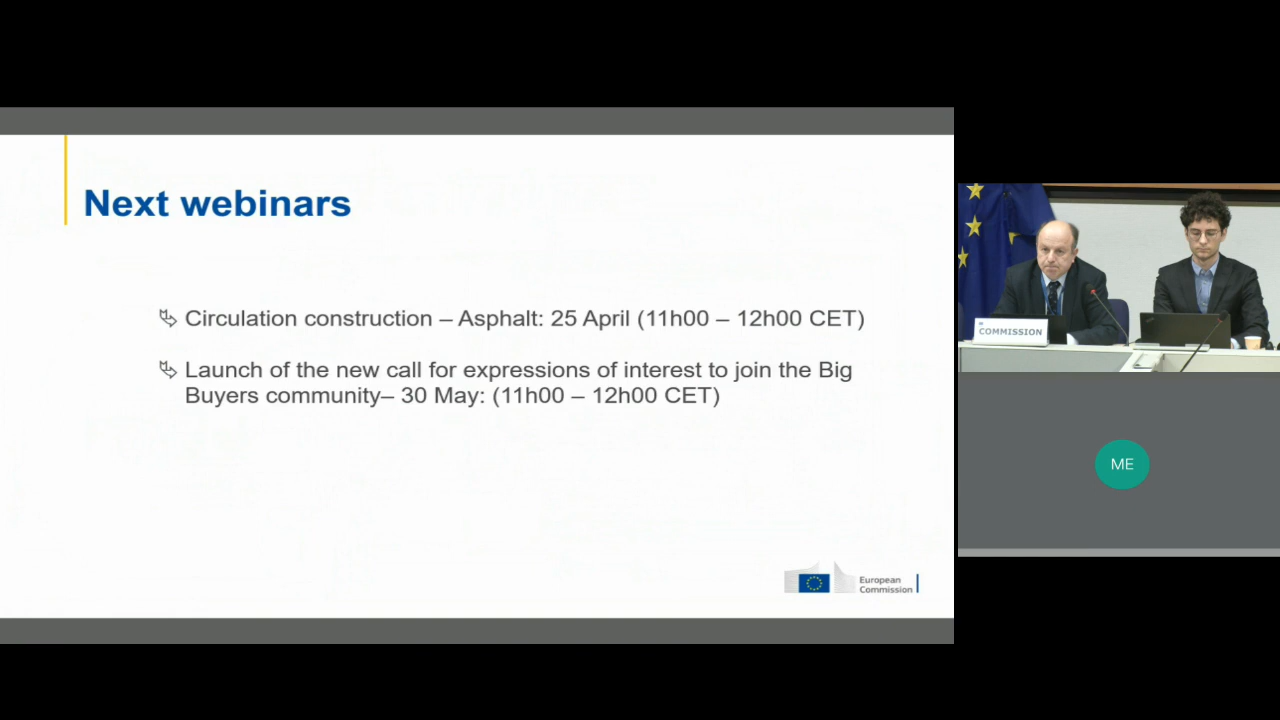 Next webinars
Circulation construction – Asphalt: 25 April (11h00 – 12h00 CET)
Launch of the new call for expressions of interest to join the Big
Buyers community– 30 May: (11h00 – 12h00 CET)
European
Commission
COMMISSION
ME